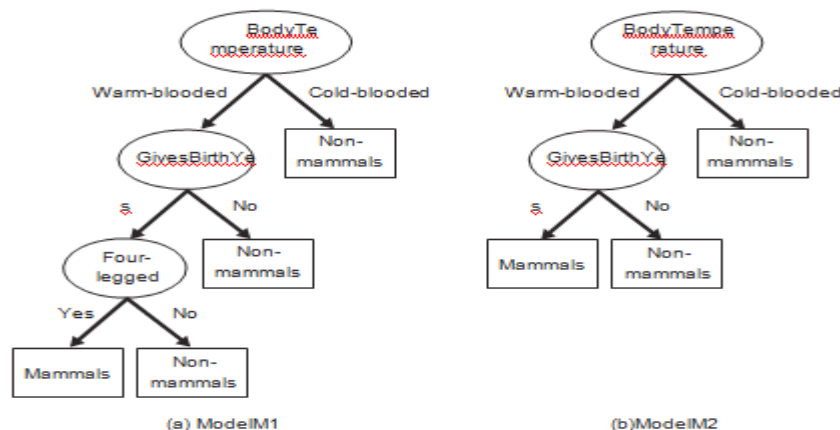 BodyTe
mperature
Warm-blooded
Cold-blooded
GivesBirthYe
Non-
mammals
s
No
Four-
legged
Non-
mammals
Yes
No
Mammals
Non-
mammals
(a) ModelM1
BodyTempe
rature
Warm-blooded
Cold-blooded
GivesBirthYe
Non-
mammals
s
No
Mammals
Non-
mammals
(b)ModelM2